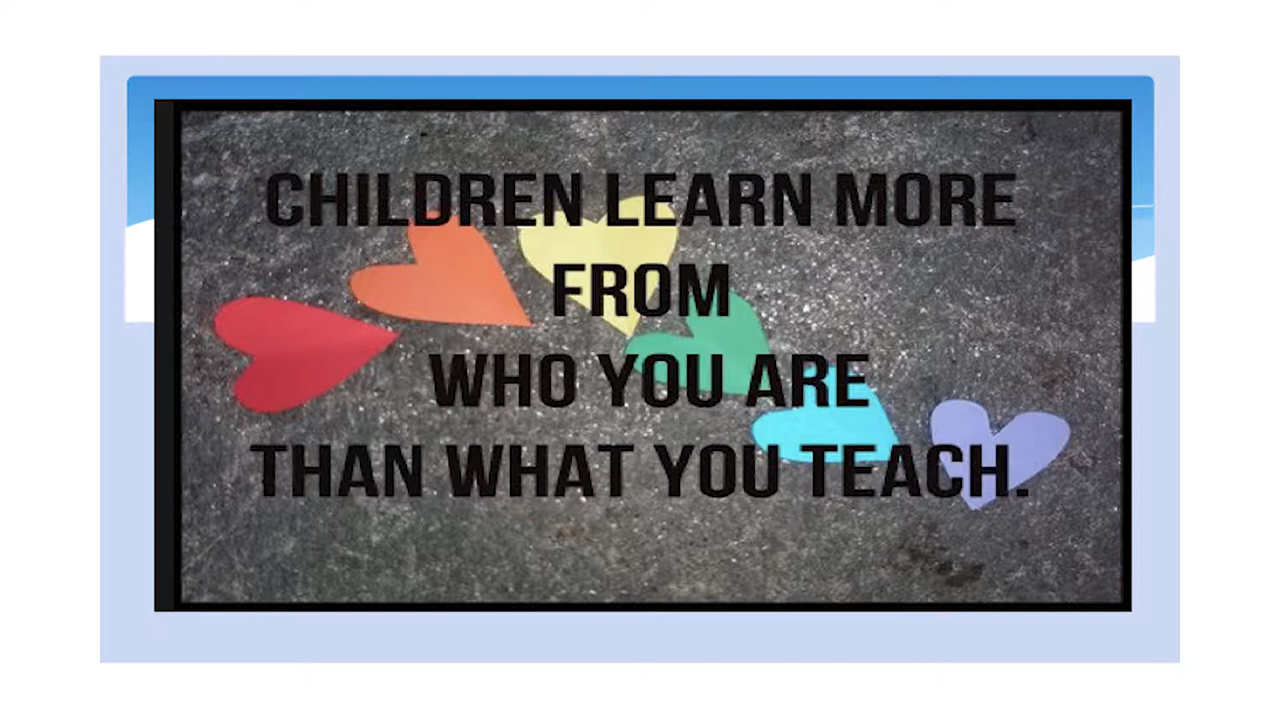 CHILDREN LEARN MORE
FROM
WHO YOU ARE
THAN WHAT YOU TEACH.